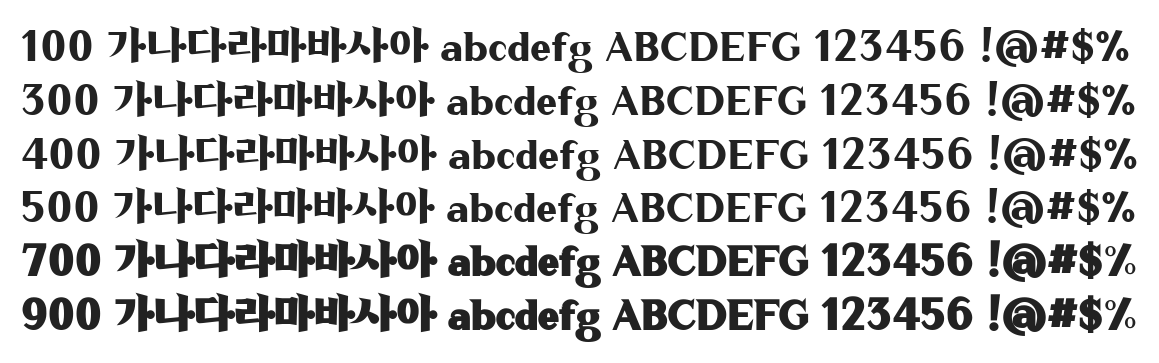 100 가나다라마바사아 abcdefg ABCDEFG 123456 !@#$%
300 가나다라마바사아 abcdefg ABCDEFG 123456 !@#$%
400 가나다라마바사아 abcdefg ABCDEFG 123456 !@#$%
500 가나다라마바사아 abcdefg ABCDEFG 123456 !@#$%
700 가나다라마바사아 abcdefg ABCDEFG 123456 !@#$%
900 가나다라마바사아 abcdefg ABCDEFG 123456 !@#$%